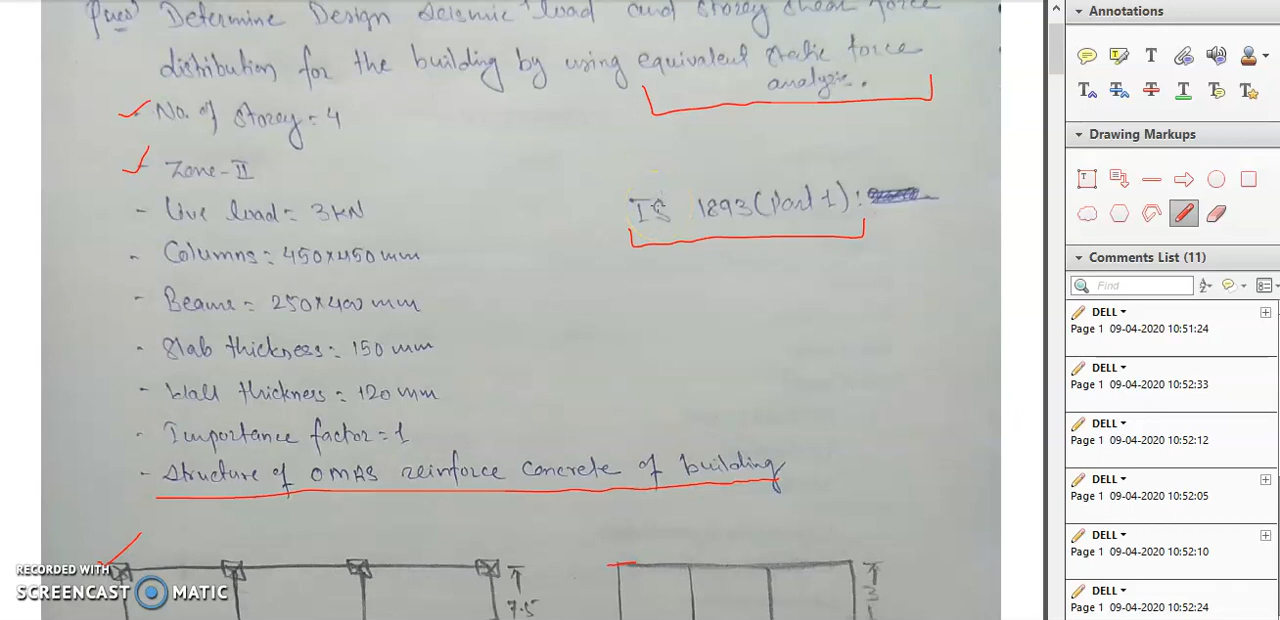 Ques Determine Design seismic load and storey shear force
distribution for the building by using equivalent static force
analysis.
- No. of storey = 4
- Zone - II
- Live load = 3 KN
- Columns = 450x450 mm
- Beams = 250x400 mm
- Slab thickness = 150 mm
- Wall thickness = 120 mm
- Importance factor = 1
- Structure of OMAS reinforce concrete of building
IS 1893 (Part 1) :
7.5
3
RECORDED WITH
SCREENCAST MATIC
Annotations
Drawing Markups
Comments List (11)
Find
DELL
Page 1 09-04-2020 10:51:24
DELL
Page 1 09-04-2020 10:52:33
DELL
Page 1 09-04-2020 10:52:12
DELL
Page 1 09-04-2020 10:52:05
DELL
Page 1 09-04-2020 10:52:10
DELL
Page 1 09-04-2020 10:52:24